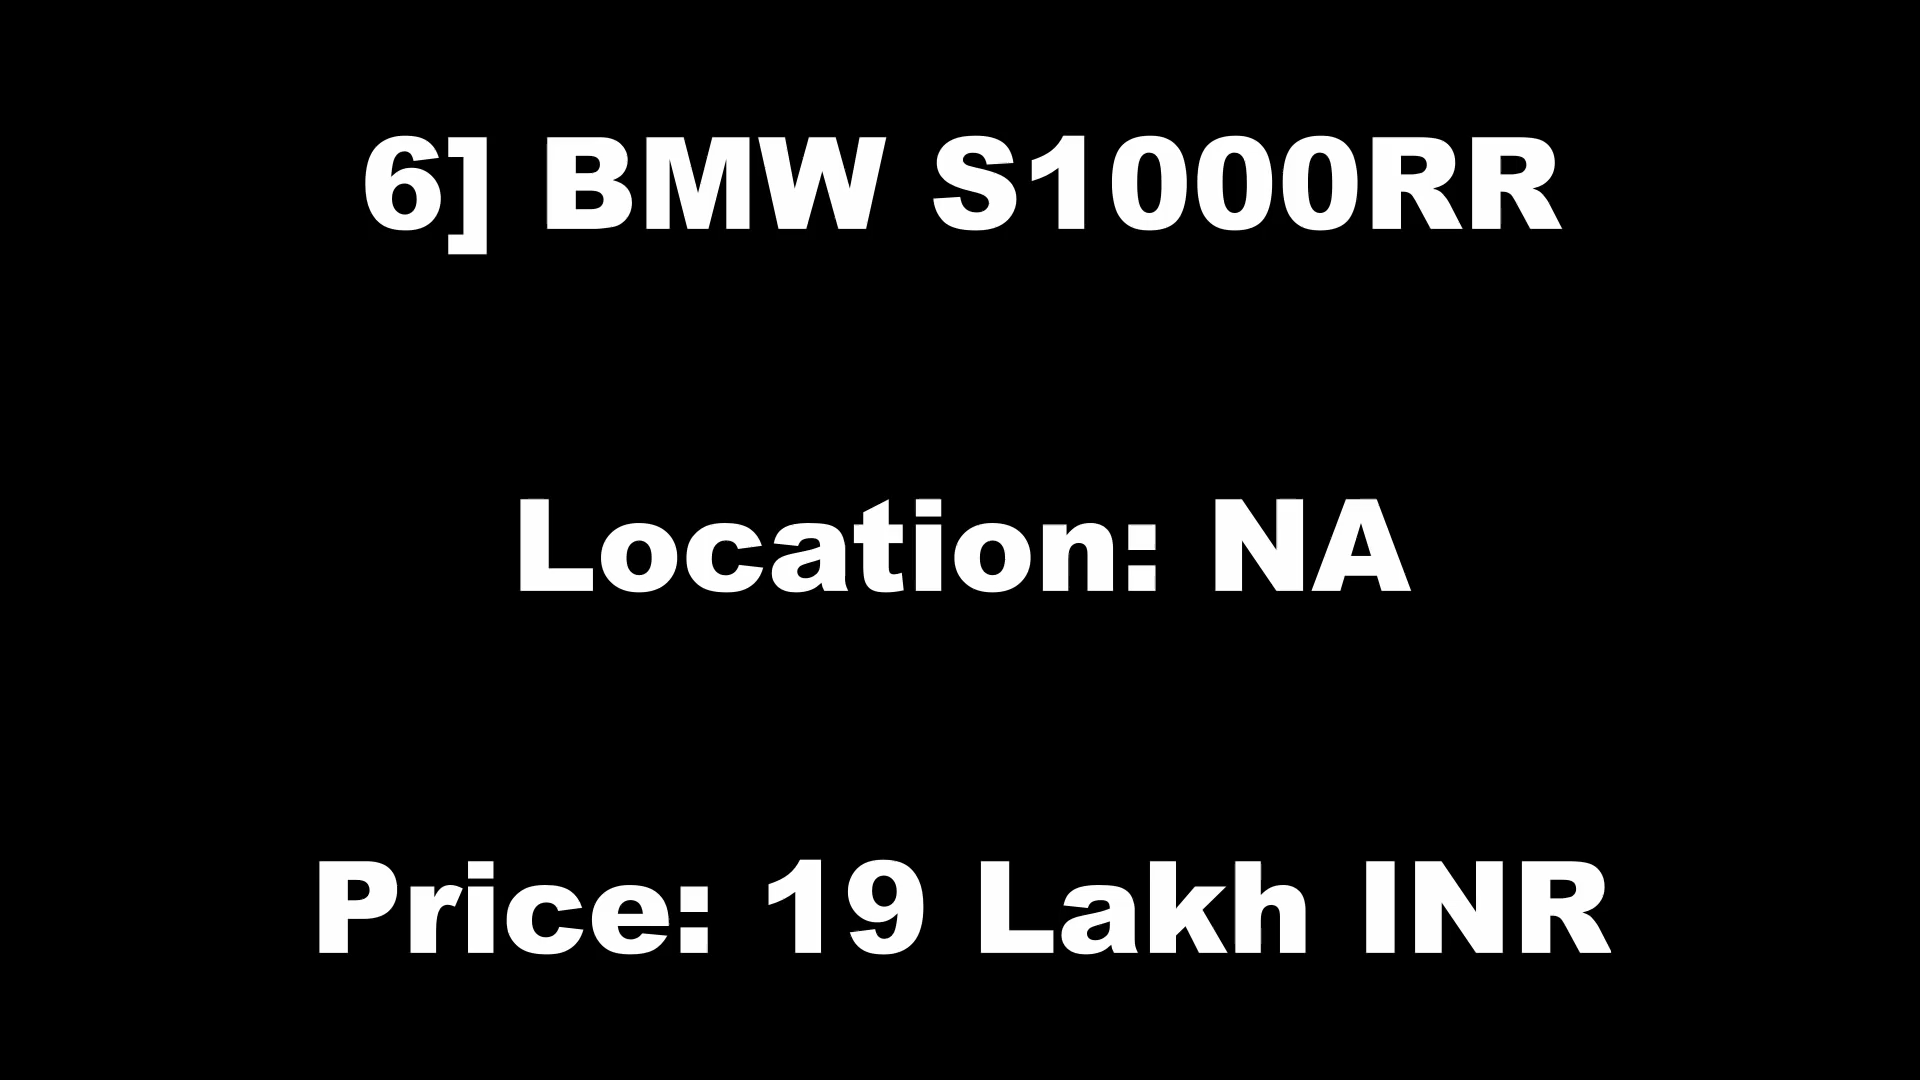 6] BMW S1000RR
Location: NA
Price: 19 Lakh INR